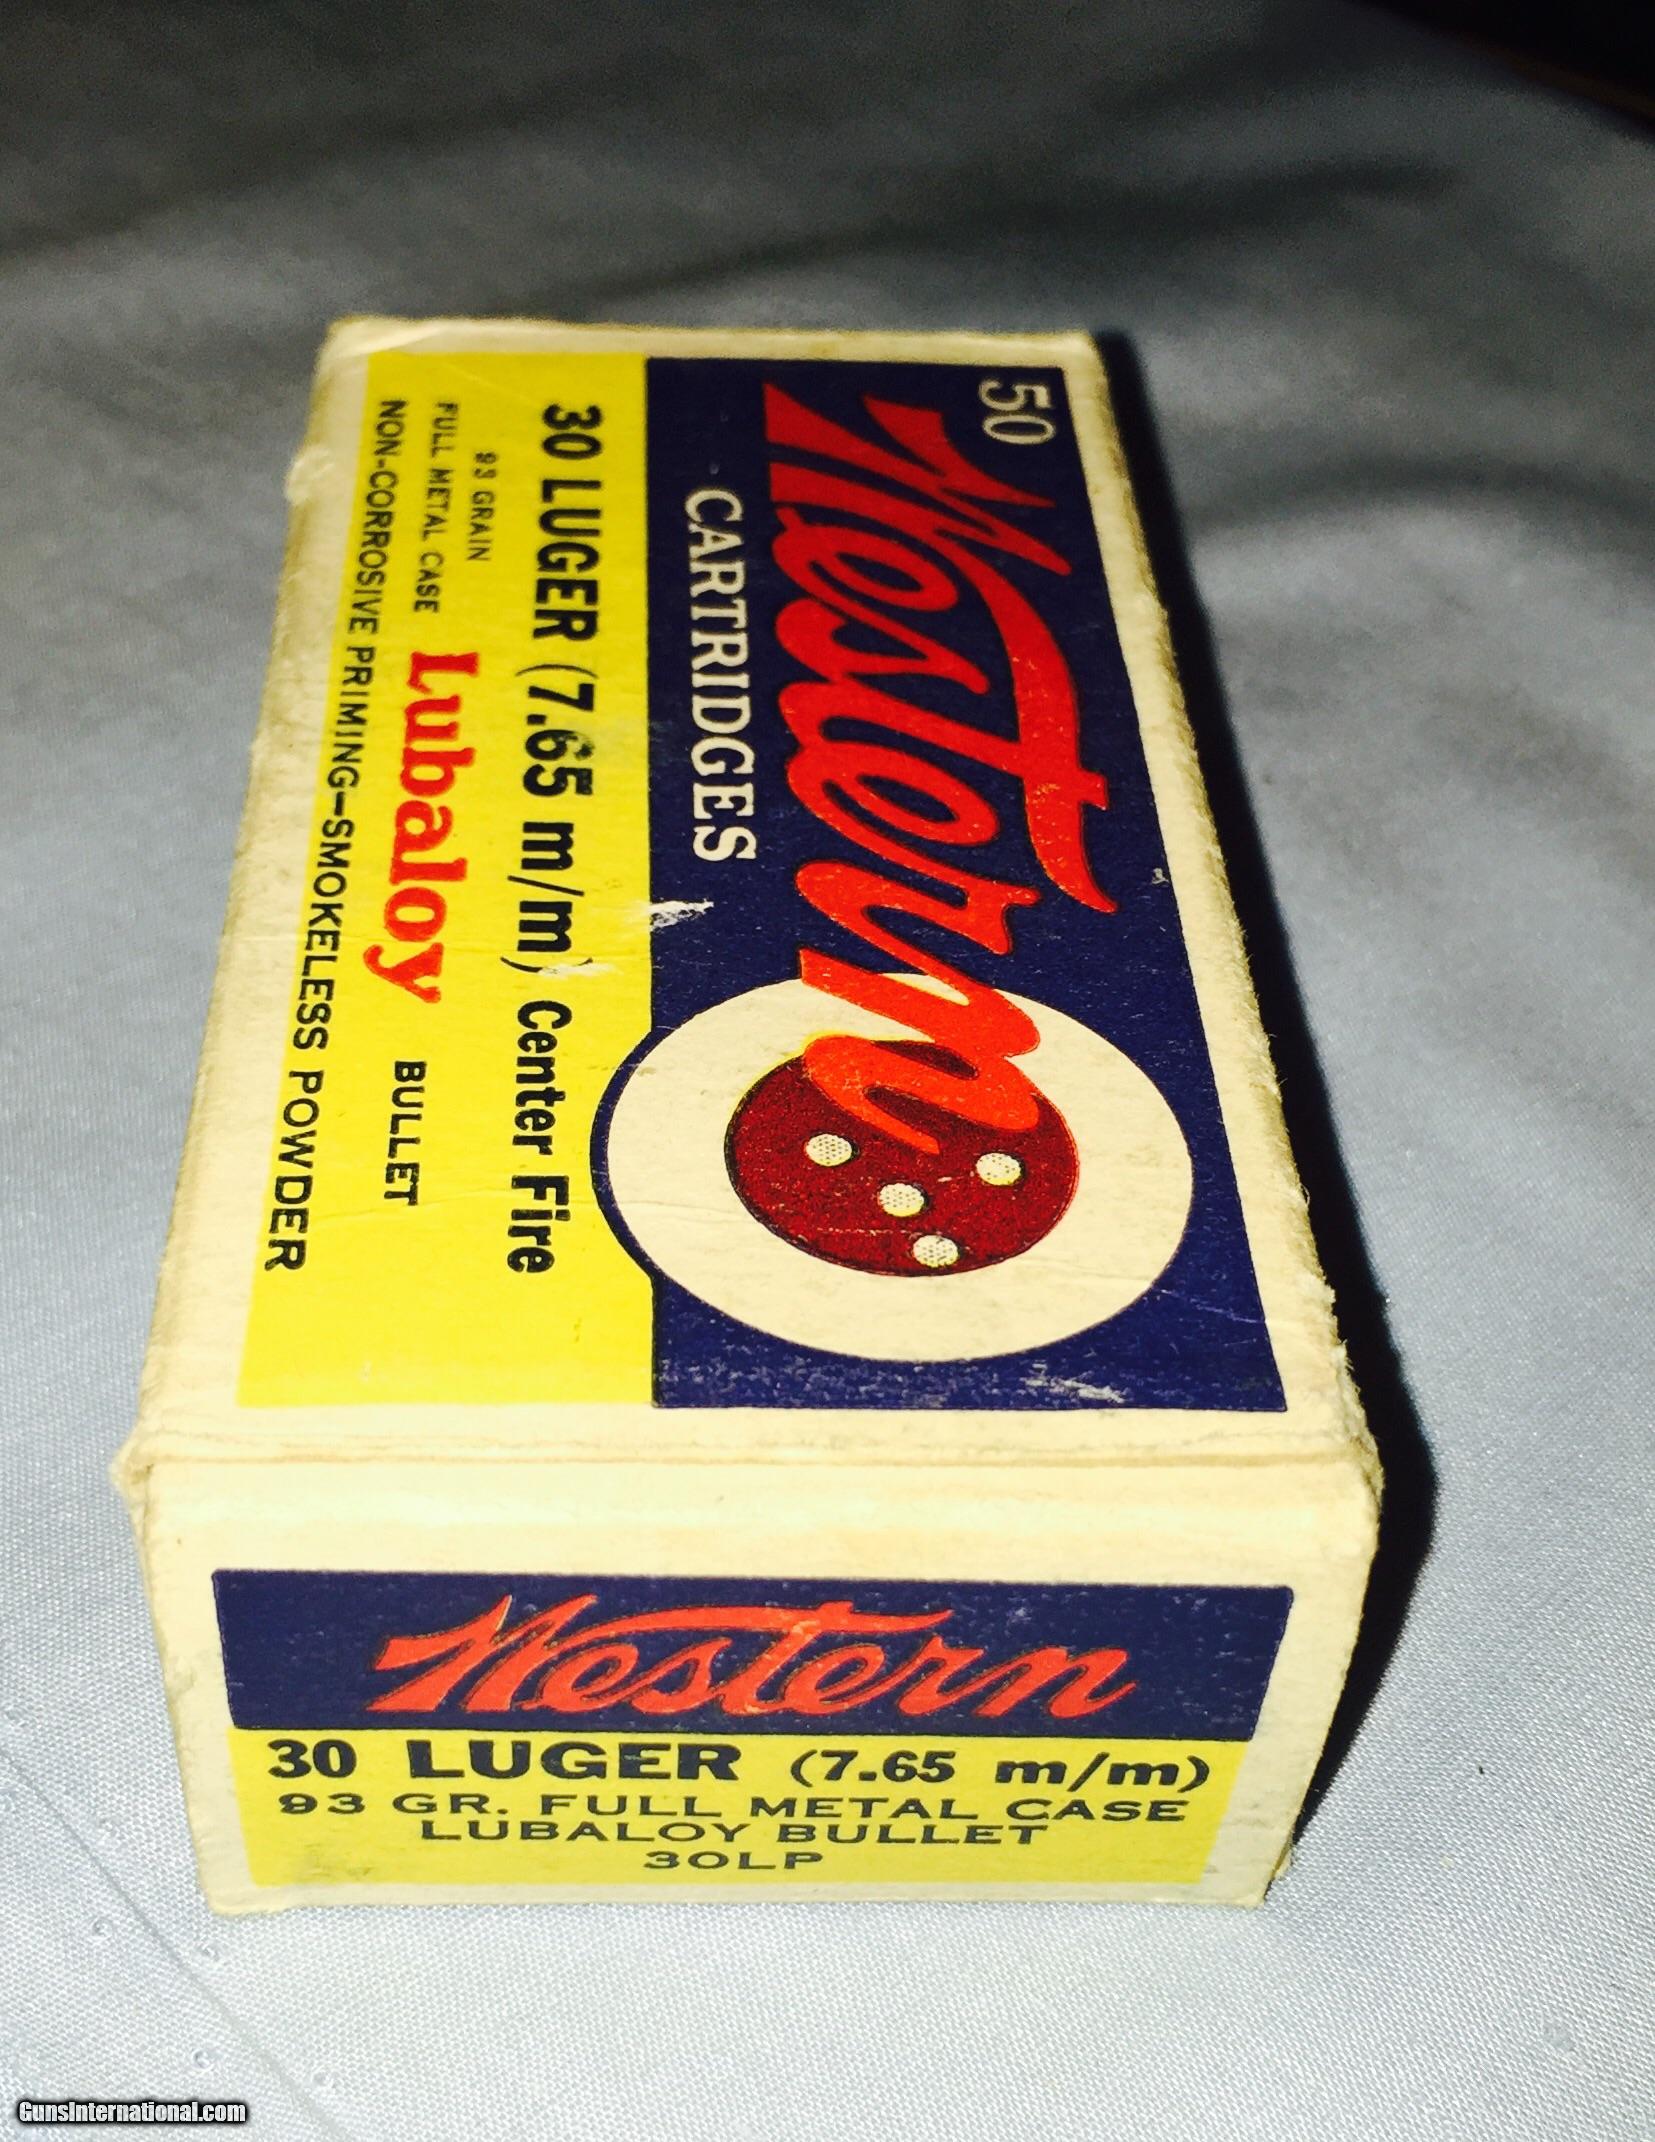 50
Western
CARTRIDGES
30 LUGER (7.65 m/m) Center Fire
93 GRAIN
FULL METAL CASE Lubaloy BULLET
NON-CORROSIVE PRIMING-SMOKELESS POWDER
Western
30 LUGER (7.65 m/m)
93 GR. FULL METAL CASE
LUBALOY BULLET
30LP
GunsInternational.com